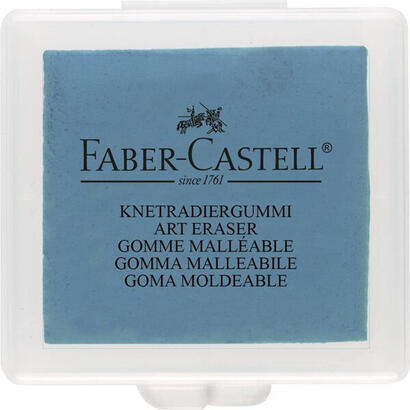 FABER-CASTELL®
since 1761
KNETRADIERGUMMI
ART ERASER
GOMME MALLÉABLE
GOMMA MALLEABILE
GOMA MOLDEABLE